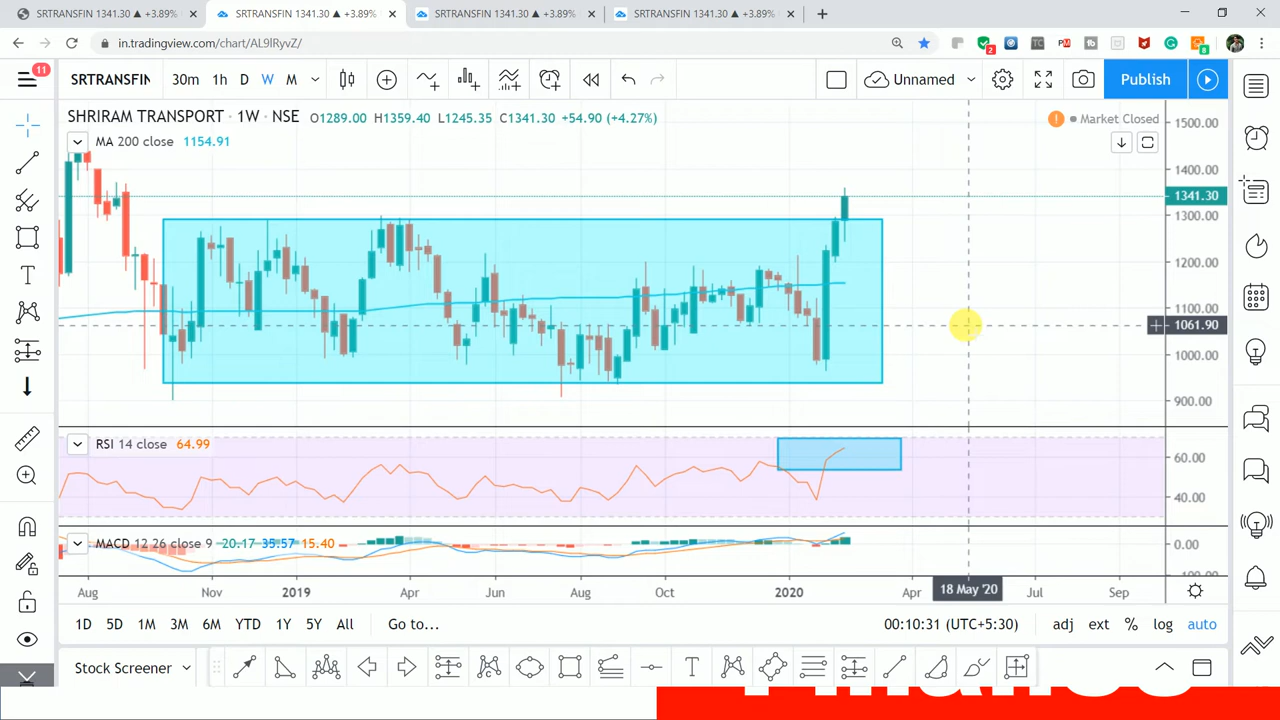 SRTRANSFIN 1341.30 ▲ +3.89%
SRTRANSFIN 1341.30 ▲ +3.89%
SRTRANSFIN 1341.30 ▲ +3.89%
SRTRANSFIN 1341.30 ▲ +3.89%
in.tradingview.com/chart/AL9lRyvZ/
11
SRTRANSFIN 30m 1h D W M Unnamed Publish
SHRIRAM TRANSPORT · 1W · NSE O1289.00 H1359.40 L1245.35 C1341.30 +54.90 (+4.27%) Market Closed
MA 200 close 1154.91
1500.00
1400.00
1341.30
1300.00
1200.00
1100.00
1061.90
1000.00
900.00
RSI 14 close 64.99
60.00
40.00
MACD 12 26 close 9 20.17 35.57 15.40
0.00
Aug Nov 2019 Apr Jun Aug Oct 2020 Apr 18 May '20 Jul Sep
1D 5D 1M 3M 6M YTD 1Y 5Y All Go to... 00:10:31 (UTC+5:30) adj ext % log auto
Stock Screener